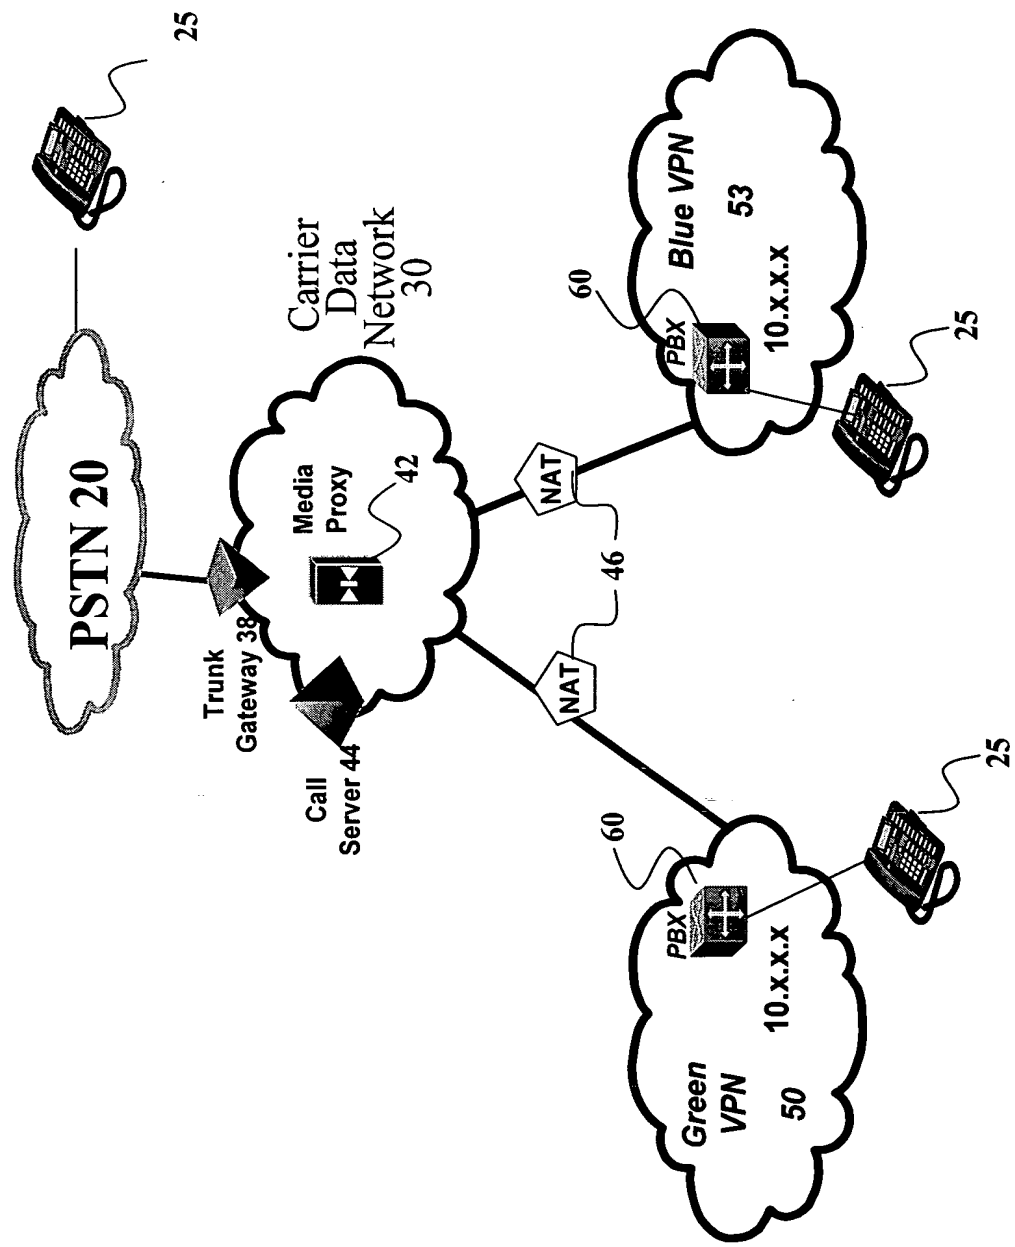 25
PSTN 20
Carrier
Data
Network
30
Trunk
Gateway 38
Media
Proxy
42
Call
Server 44
NAT
NAT
46
60
PBX
Green
VPN
50
10.x.x.x
25
60
PBX
Blue VPN
53
10.x.x.x
25